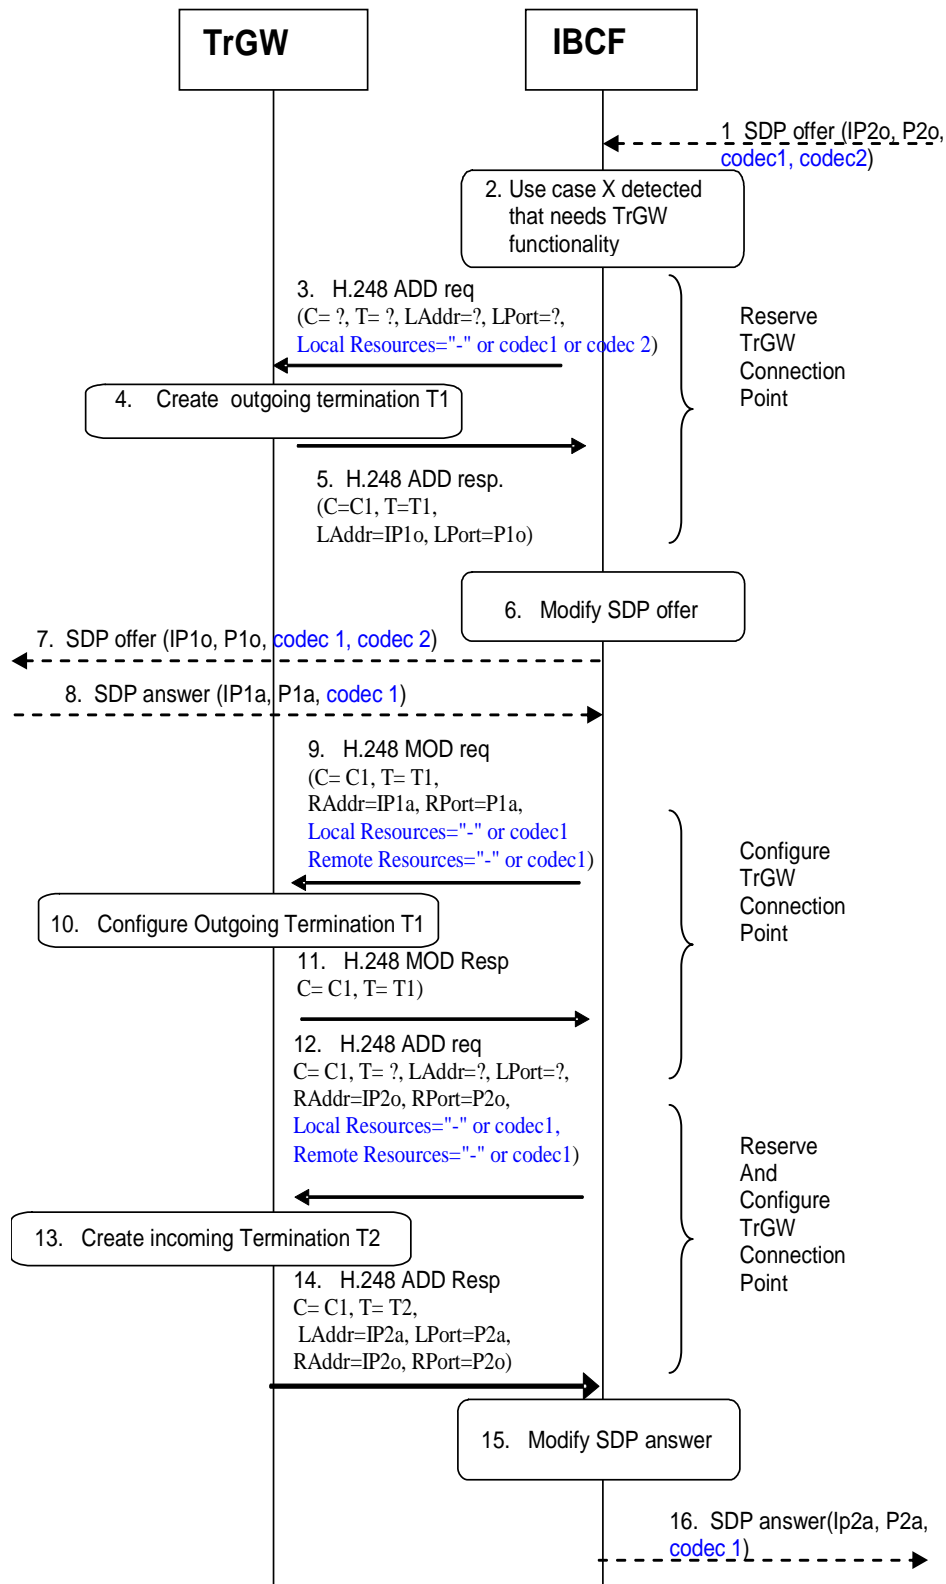 TrGW
IBCF
1 SDP offer (IP2o, P2o,
codec1, codec2)
2. Use case X detected
that needs TrGW
functionality
3. H.248 ADD req
(C= ?, T= ?, LAddr=?, LPort=?,
Local Resources="-" or codec1 or codec 2)
Reserve
TrGW
Connection
Point
4. Create outgoing termination T1
5. H.248 ADD resp.
(C=C1, T=T1,
LAddr=IP1o, LPort=P1o)
6. Modify SDP offer
7. SDP offer (IP1o, P1o, codec 1, codec 2)
8. SDP answer (IP1a, P1a, codec 1)
9. H.248 MOD req
(C= C1, T= T1,
RAddr=IP1a, RPort=P1a,
Local Resources="-" or codec1
Remote Resources="-" or codec1)
Configure
TrGW
Connection
Point
10. Configure Outgoing Termination T1
11. H.248 MOD Resp
C= C1, T= T1)
12. H.248 ADD req
C= C1, T= ?, LAddr=?, LPort=?,
RAddr=IP2o, RPort=P2o,
Local Resources="-" or codec1,
Remote Resources="-" or codec1)
Reserve
And
Configure
TrGW
Connection
Point
13. Create incoming Termination T2
14. H.248 ADD Resp
C= C1, T= T2,
LAddr=IP2a, LPort=P2a,
RAddr=IP2o, RPort=P2o)
15. Modify SDP answer
16. SDP answer(Ip2a, P2a,
codec 1)